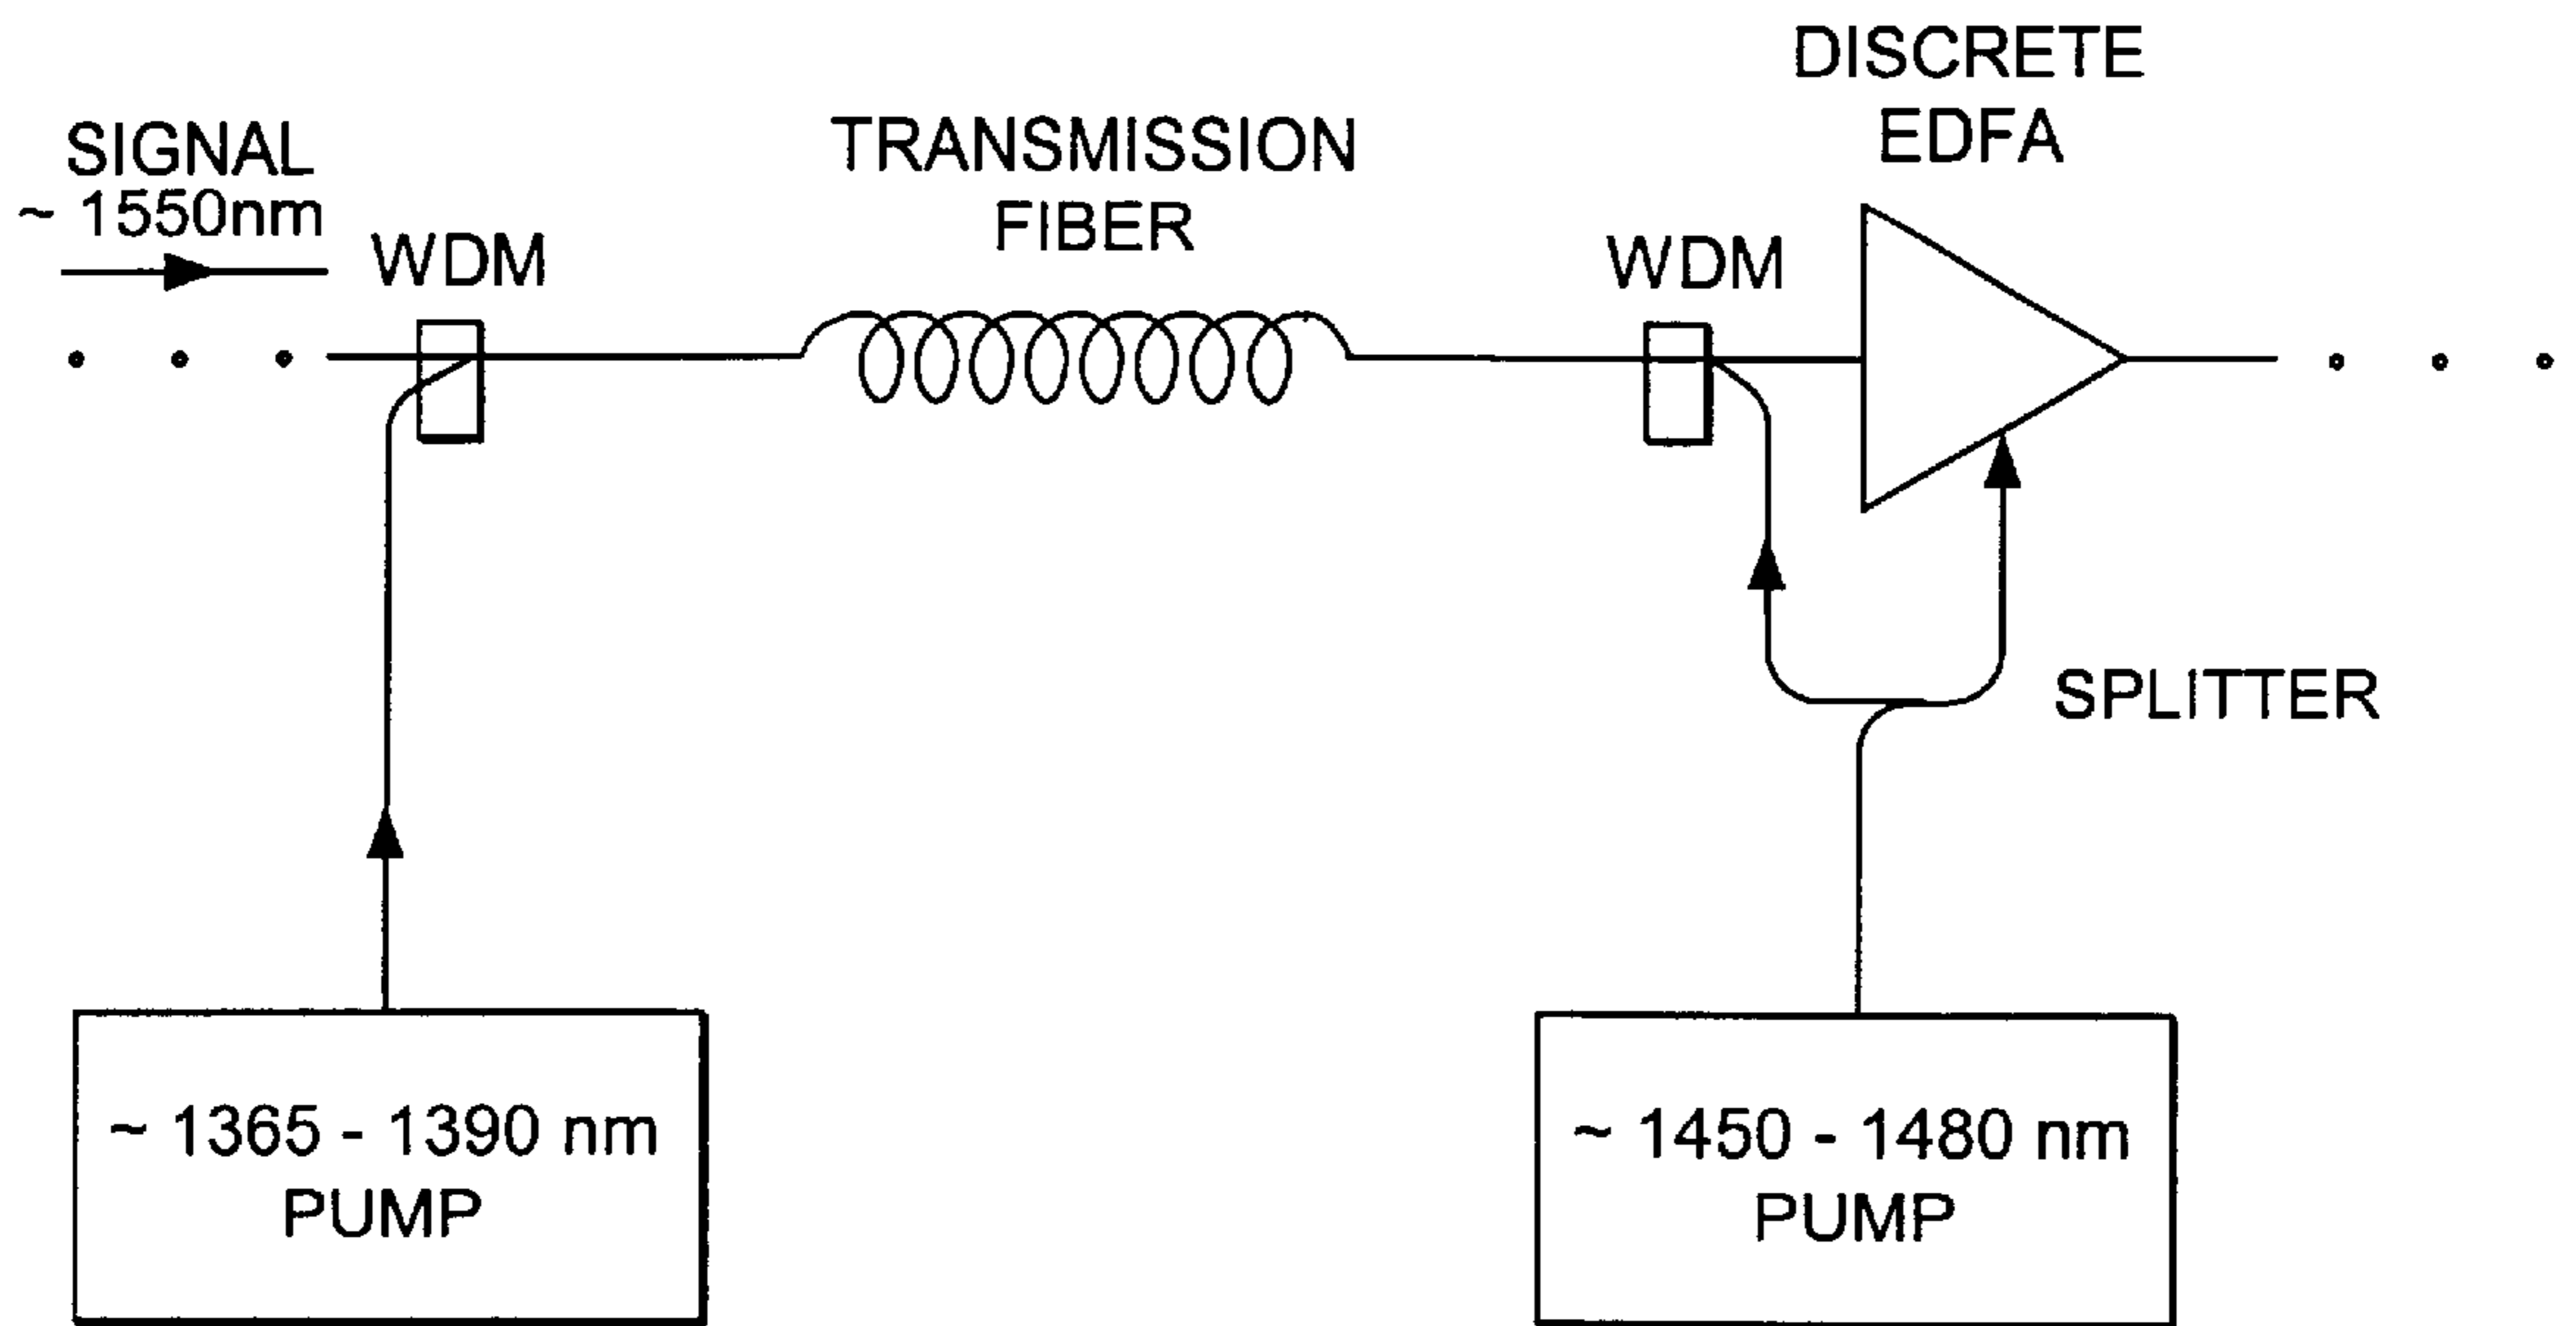 SIGNAL
~ 1550nm
WDM
TRANSMISSION
FIBER
WDM
DISCRETE
EDFA
SPLITTER
~ 1365 - 1390 nm
PUMP
~ 1450 - 1480 nm
PUMP